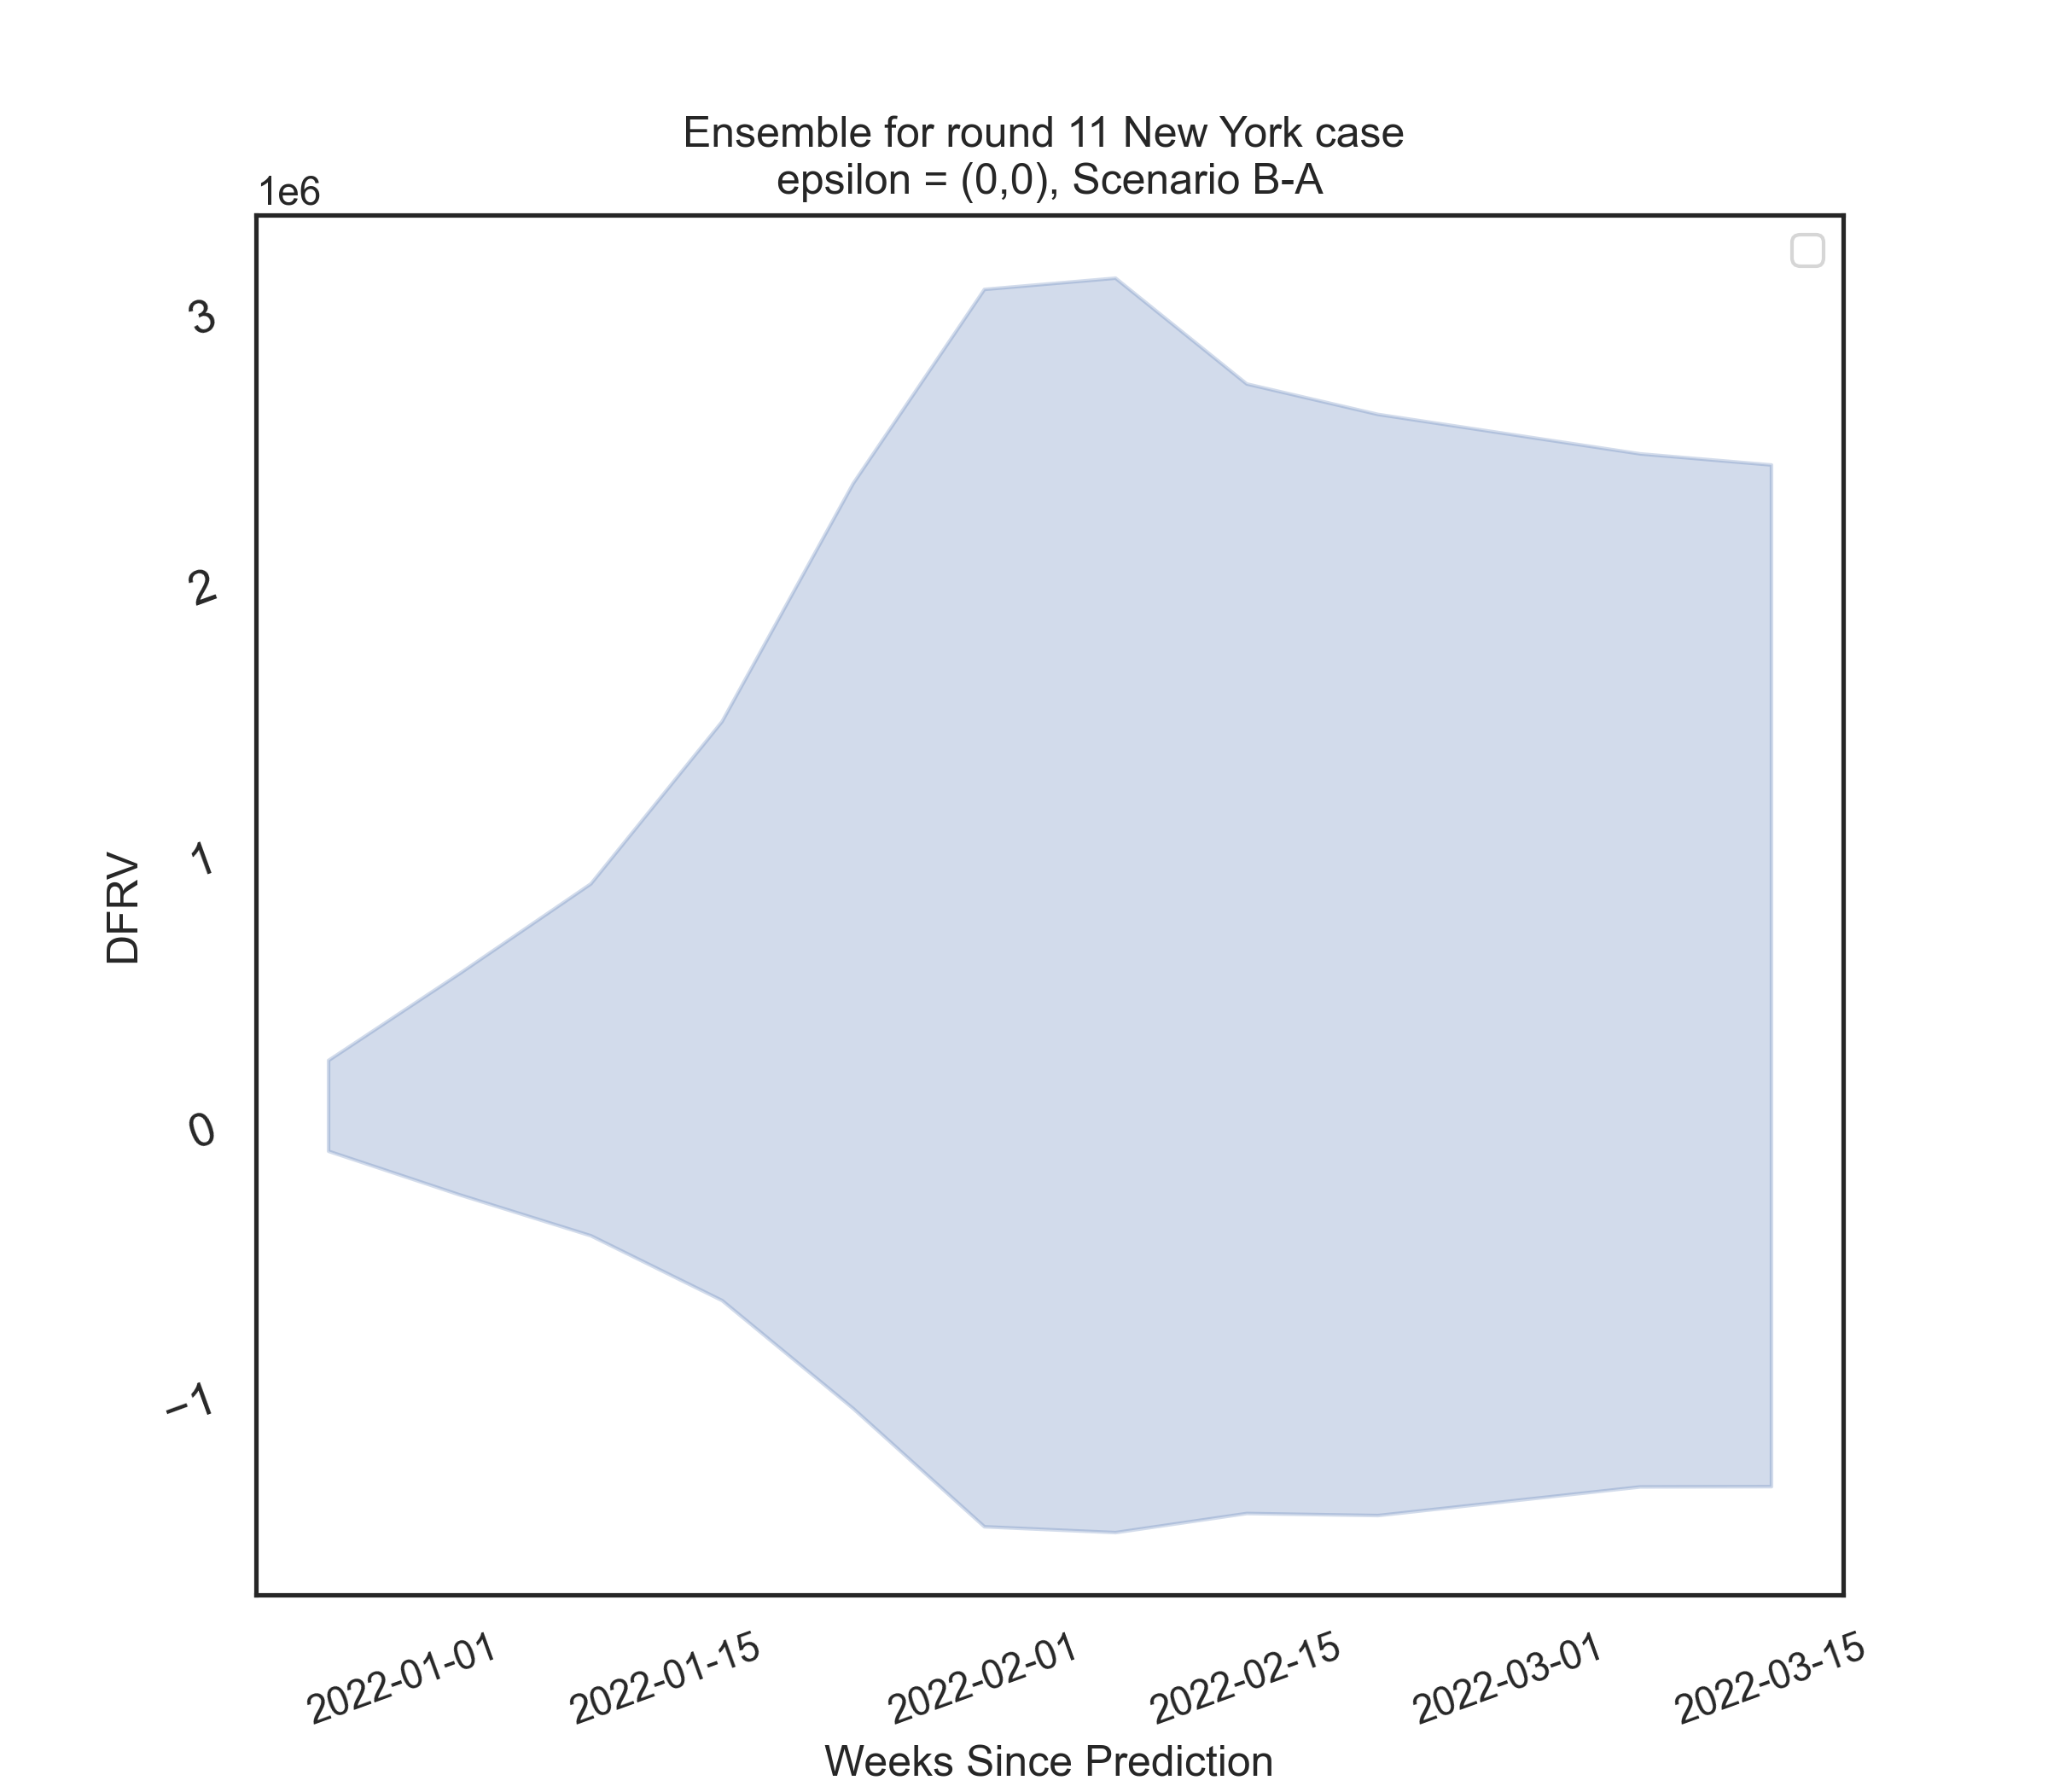 Ensemble for round 11 New York case
epsilon = (0,0), Scenario B-A
1e6
3
2
1
0
−1
DFRV
2022-01-01
2022-01-15
2022-02-01
2022-02-15
2022-03-01
2022-03-15
Weeks Since Prediction